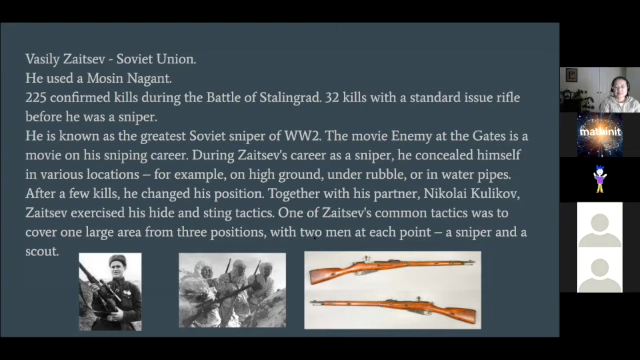 Vasily Zaitsev - Soviet Union.
He used a Mosin Nagant.
225 confirmed kills during the Battle of Stalingrad. 32 kills with a standard issue rifle
before he was a sniper.
He is known as the greatest Soviet sniper of WW2. The movie Enemy at the Gates is a
movie on his sniping career. During Zaitsev's career as a sniper, he concealed himself
in various locations – for example, on high ground, under rubble, or in water pipes.
After a few kills, he changed his position. Together with his partner, Nikolai Kulikov,
Zaitsev exercised his hide and sting tactics. One of Zaitsev's common tactics was to
cover one large area from three positions, with two men at each point – a sniper and a
scout.
mathinit